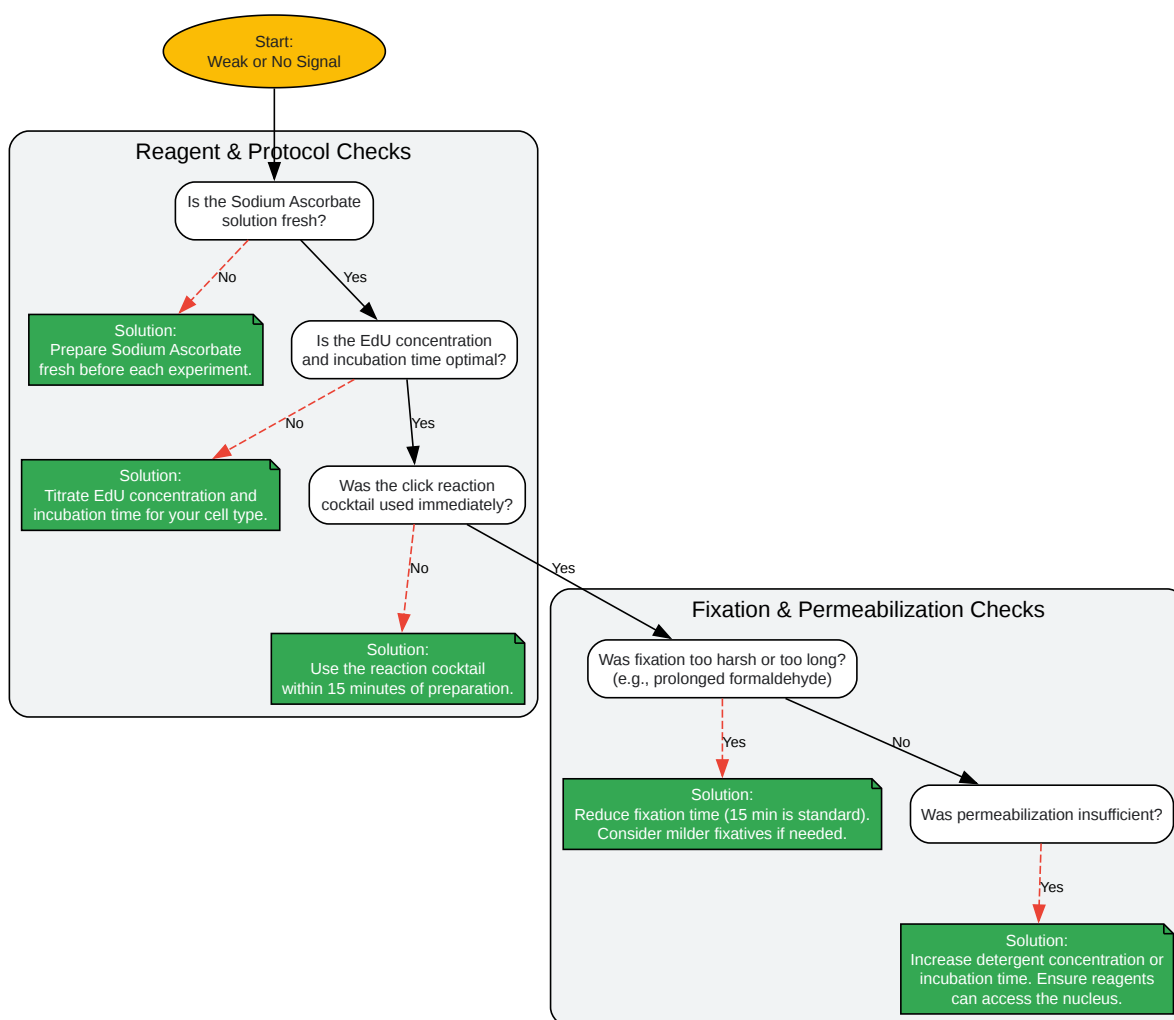 Start:
Weak or No Signal
Reagent & Protocol Checks
Is the Sodium Ascorbate
solution fresh?
No
Yes
Solution:
Prepare Sodium Ascorbate
fresh before each experiment.
Is the EdU concentration
and incubation time optimal?
No
Yes
Solution:
Titrate EdU concentration and
incubation time for your cell type.
Was the click reaction
cocktail used immediately?
No
Yes
Solution:
Use the reaction cocktail
within 15 minutes of preparation.
Fixation & Permeabilization Checks
Was fixation too harsh or too long?
(e.g., prolonged formaldehyde)
Yes
No
Solution:
Reduce fixation time (15 min is standard).
Consider milder fixatives if needed.
Was permeabilization insufficient?
Yes
Solution:
Increase detergent concentration or
incubation time. Ensure reagents
can access the nucleus.